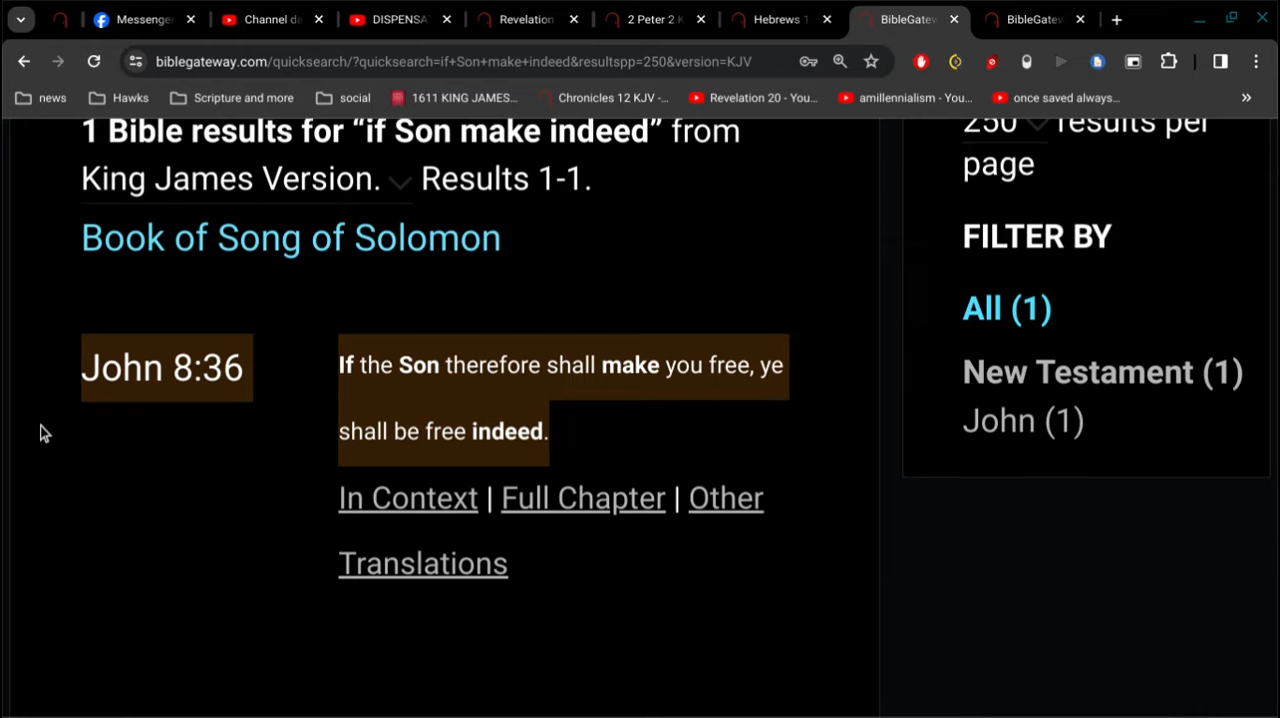 Messenge
Channel da
DISPENSA
Revelation
2 Peter 2 K
Hebrews 1
BibleGatew
BibleGatew
biblegateway.com/quicksearch/?quicksearch=if+Son+make+indeed&resultspp=250&version=KJV
news
Hawks
Scripture and more
social
1611 KING JAMES...
Chronicles 12 KJV -...
Revelation 20 - You...
amillennialism - You...
once saved always...
»
1 Bible results for “if Son make indeed” from
King James Version. Results 1-1.
Book of Song of Solomon
John 8:36
If the Son therefore shall make you free, ye
shall be free indeed.
In Context | Full Chapter | Other
Translations
250 results per
page
FILTER BY
All (1)
New Testament (1)
John (1)